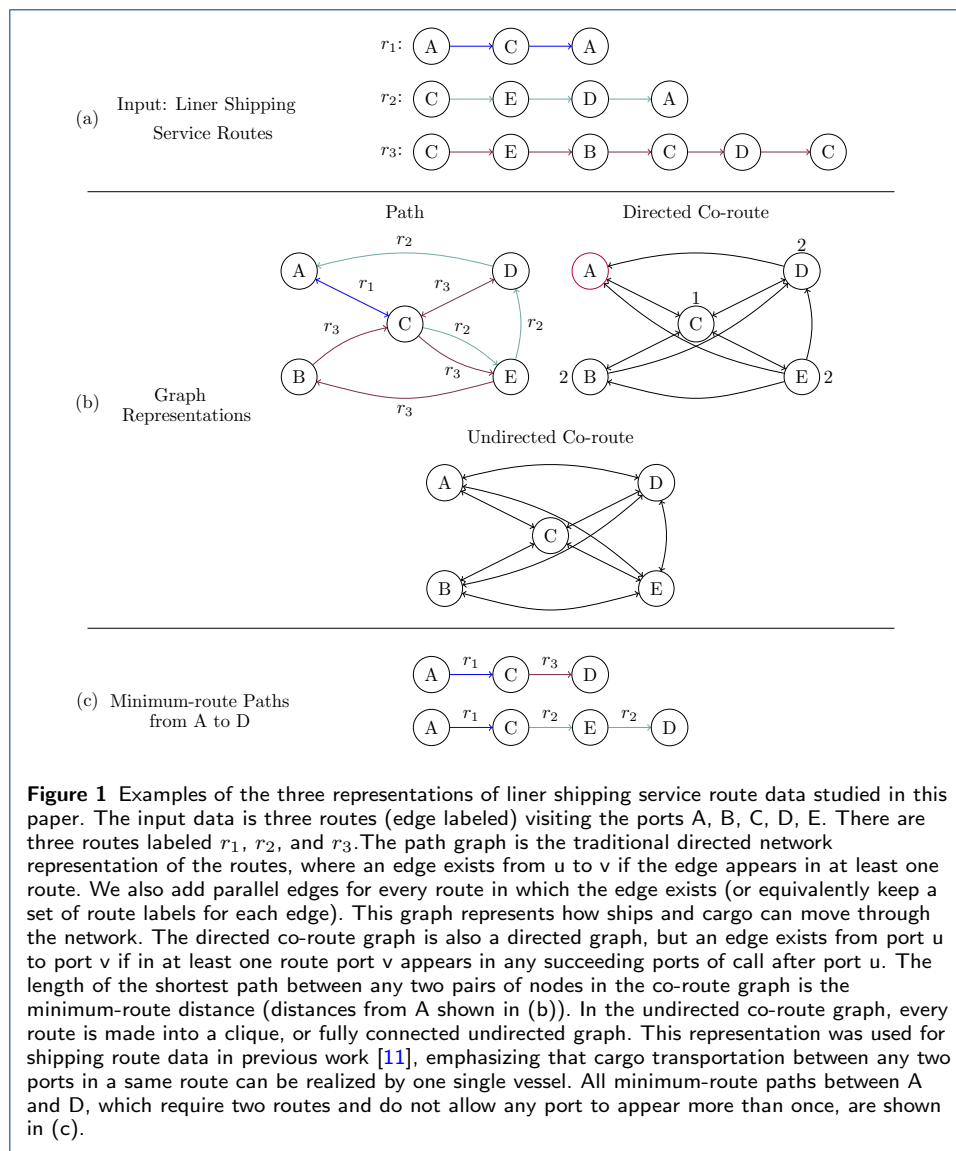 r₁: A C A
r₂: C E D A
(a) Input: Liner Shipping
Service Routes
r₃: C E B C D C
Path Directed Co-route
r₂ 2
A D A D
r₁ r₃ 1
C C
r₃ r₂ r₂
B r₃ E 2 B E 2
r₃
(b) Graph
Representations
Undirected Co-route
A D
C
B E
r₁ r₃
A C D
(c) Minimum-route Paths
from A to D
r₁ r₂ r₂
A C E D
Figure 1 Examples of the three representations of liner shipping service route data studied in this
paper. The input data is three routes (edge labeled) visiting the ports A, B, C, D, E. There are
three routes labeled r₁, r₂, and r₃.The path graph is the traditional directed network
representation of the routes, where an edge exists from u to v if the edge appears in at least one
route. We also add parallel edges for every route in which the edge exists (or equivalently keep a
set of route labels for each edge). This graph represents how ships and cargo can move through
the network. The directed co-route graph is also a directed graph, but an edge exists from port u
to port v if in at least one route port v appears in any succeeding ports of call after port u. The
length of the shortest path between any two pairs of nodes in the co-route graph is the
minimum-route distance (distances from A shown in (b)). In the undirected co-route graph, every
route is made into a clique, or fully connected undirected graph. This representation was used for
shipping route data in previous work [11], emphasizing that cargo transportation between any two
ports in a same route can be realized by one single vessel. All minimum-route paths between A
and D, which require two routes and do not allow any port to appear more than once, are shown
in (c).